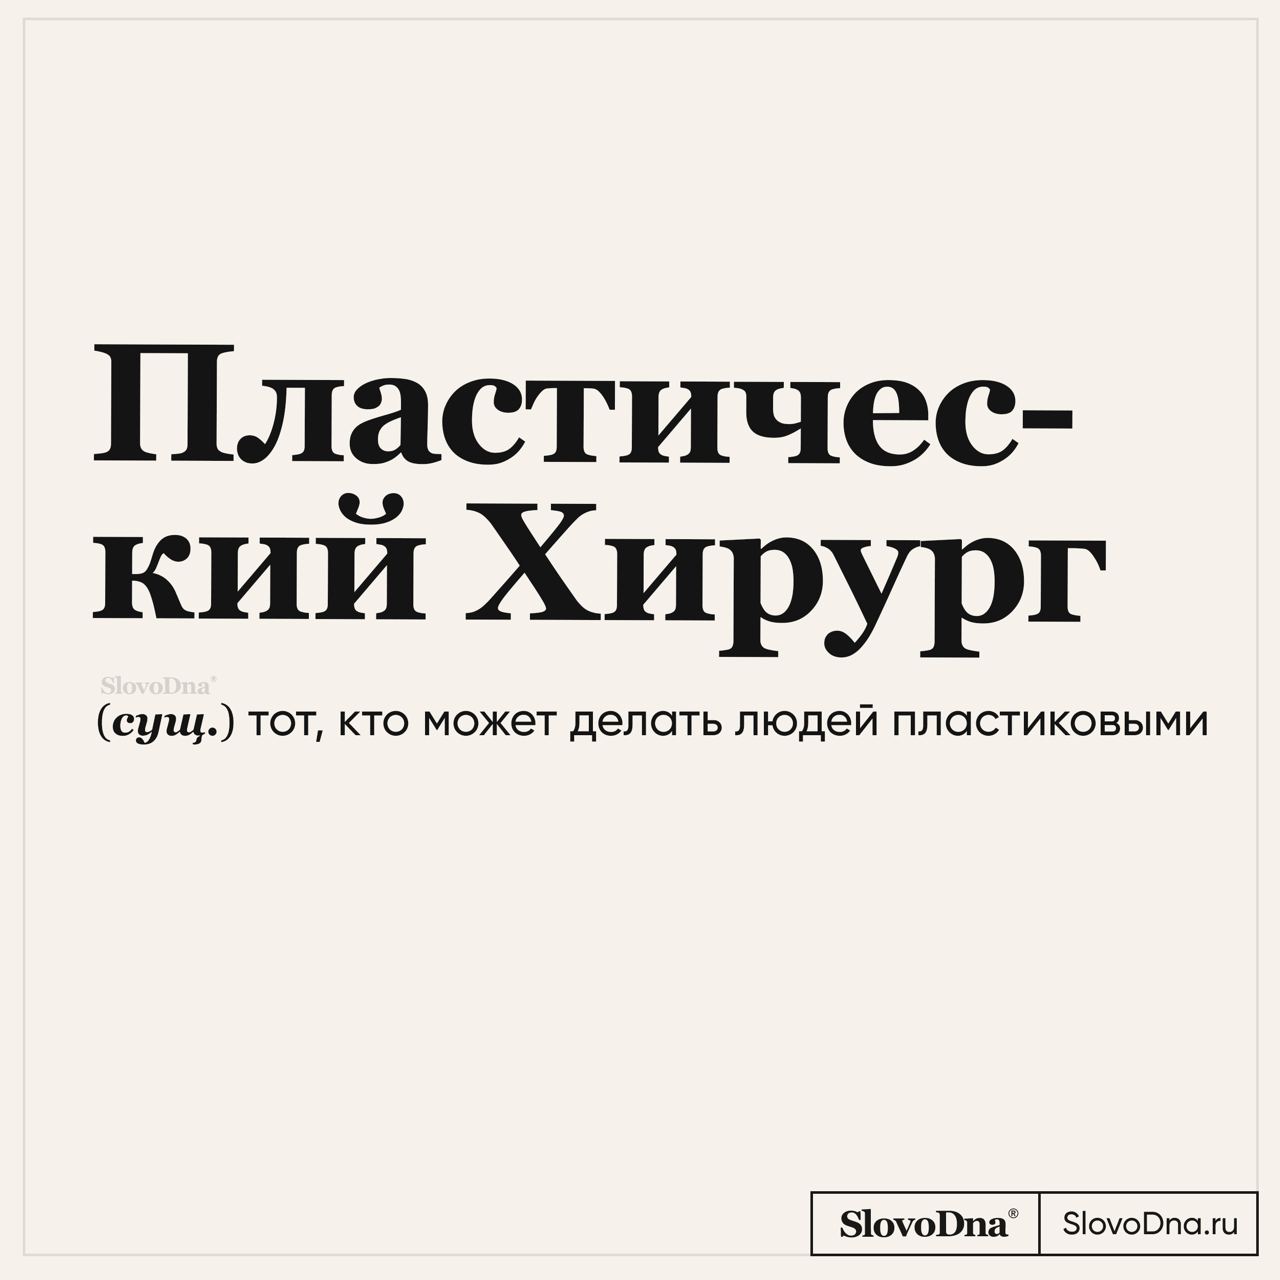 Пластичес-
кий Хирург
SlovoDna®
(сущ.) тот, кто может делать людей пластиковыми
SlovoDna® SlovoDna.ru